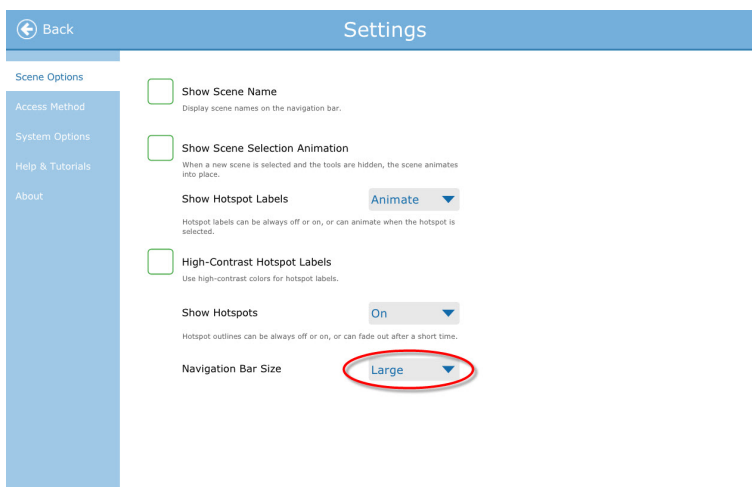 Back
Settings
Scene Options
Access Method
System Options
Help & Tutorials
About
Show Scene Name
Display scene names on the navigation bar.
Show Scene Selection Animation
When a new scene is selected and the tools are hidden, the scene animates
into place.
Show Hotspot Labels
Animate
Hotspot labels can be always off or on, or can animate when the hotspot is
selected.
High-Contrast Hotspot Labels
Use high-contrast colors for hotspot labels.
Show Hotspots
On
Hotspot outlines can be always off or on, or can fade out after a short time.
Navigation Bar Size
Large